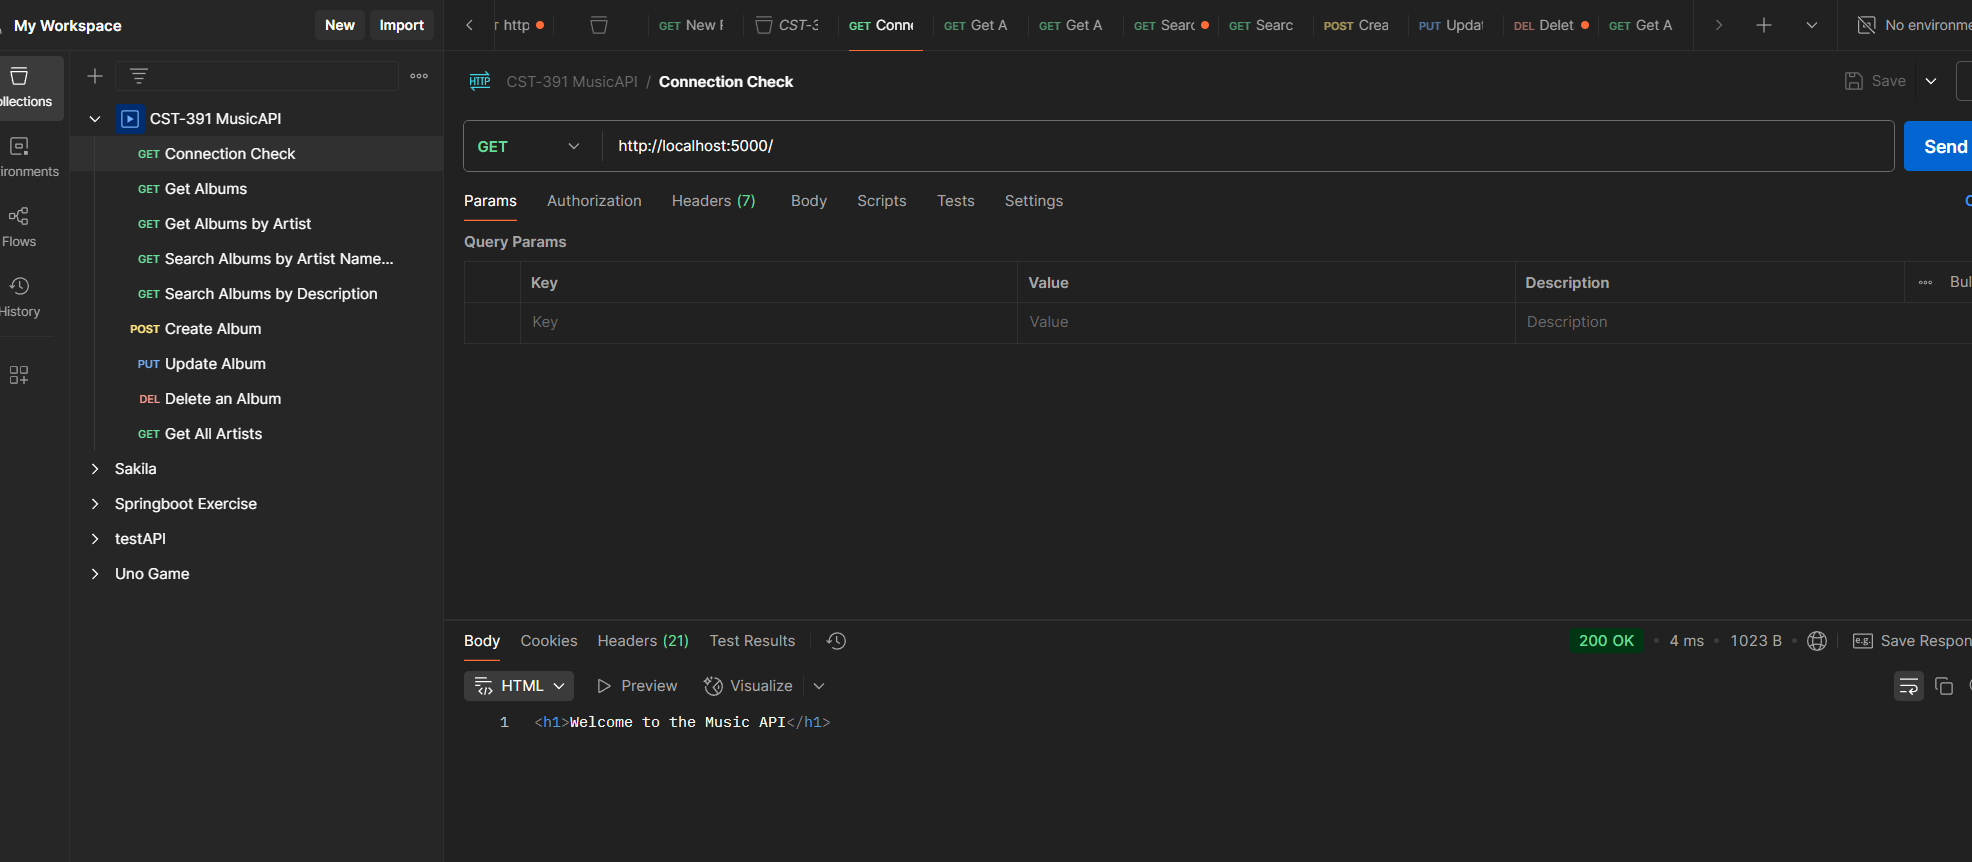 My Workspace
New
Import
http
GET New
CST-3
GET Conn
GET Get A
GET Get A
GET Searc
GET Searc
POST Crea
PUT Updat
DEL Delet
GET Get A
No environme
ollections
ironments
Flows
History
CST-391 MusicAPI
GET Connection Check
GET Get Albums
GET Get Albums by Artist
GET Search Albums by Artist Name...
GET Search Albums by Description
POST Create Album
PUT Update Album
DEL Delete an Album
GET Get All Artists
Sakila
Springboot Exercise
testAPI
Uno Game
HTTP CST-391 MusicAPI / Connection Check
Save
GET http://localhost:5000/
Send
Params Authorization Headers (7) Body Scripts Tests Settings
Query Params
Key Value Description Bul
Key Value Description
Body Cookies Headers (21) Test Results
200 OK • 4 ms • 1023 B • e.g. Save Respon
HTML Preview Visualize
1 <h1>Welcome to the Music API</h1>